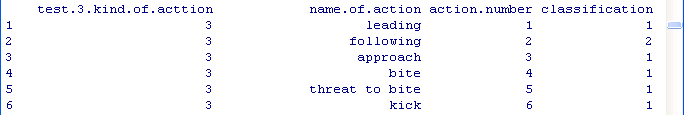 test.3.kind.of.acttion name.of.action action.number classification
1 3 leading 1 1
2 3 following 2 2
3 3 approach 3 1
4 3 bite 4 1
5 3 threat to bite 5 1
6 3 kick 6 1